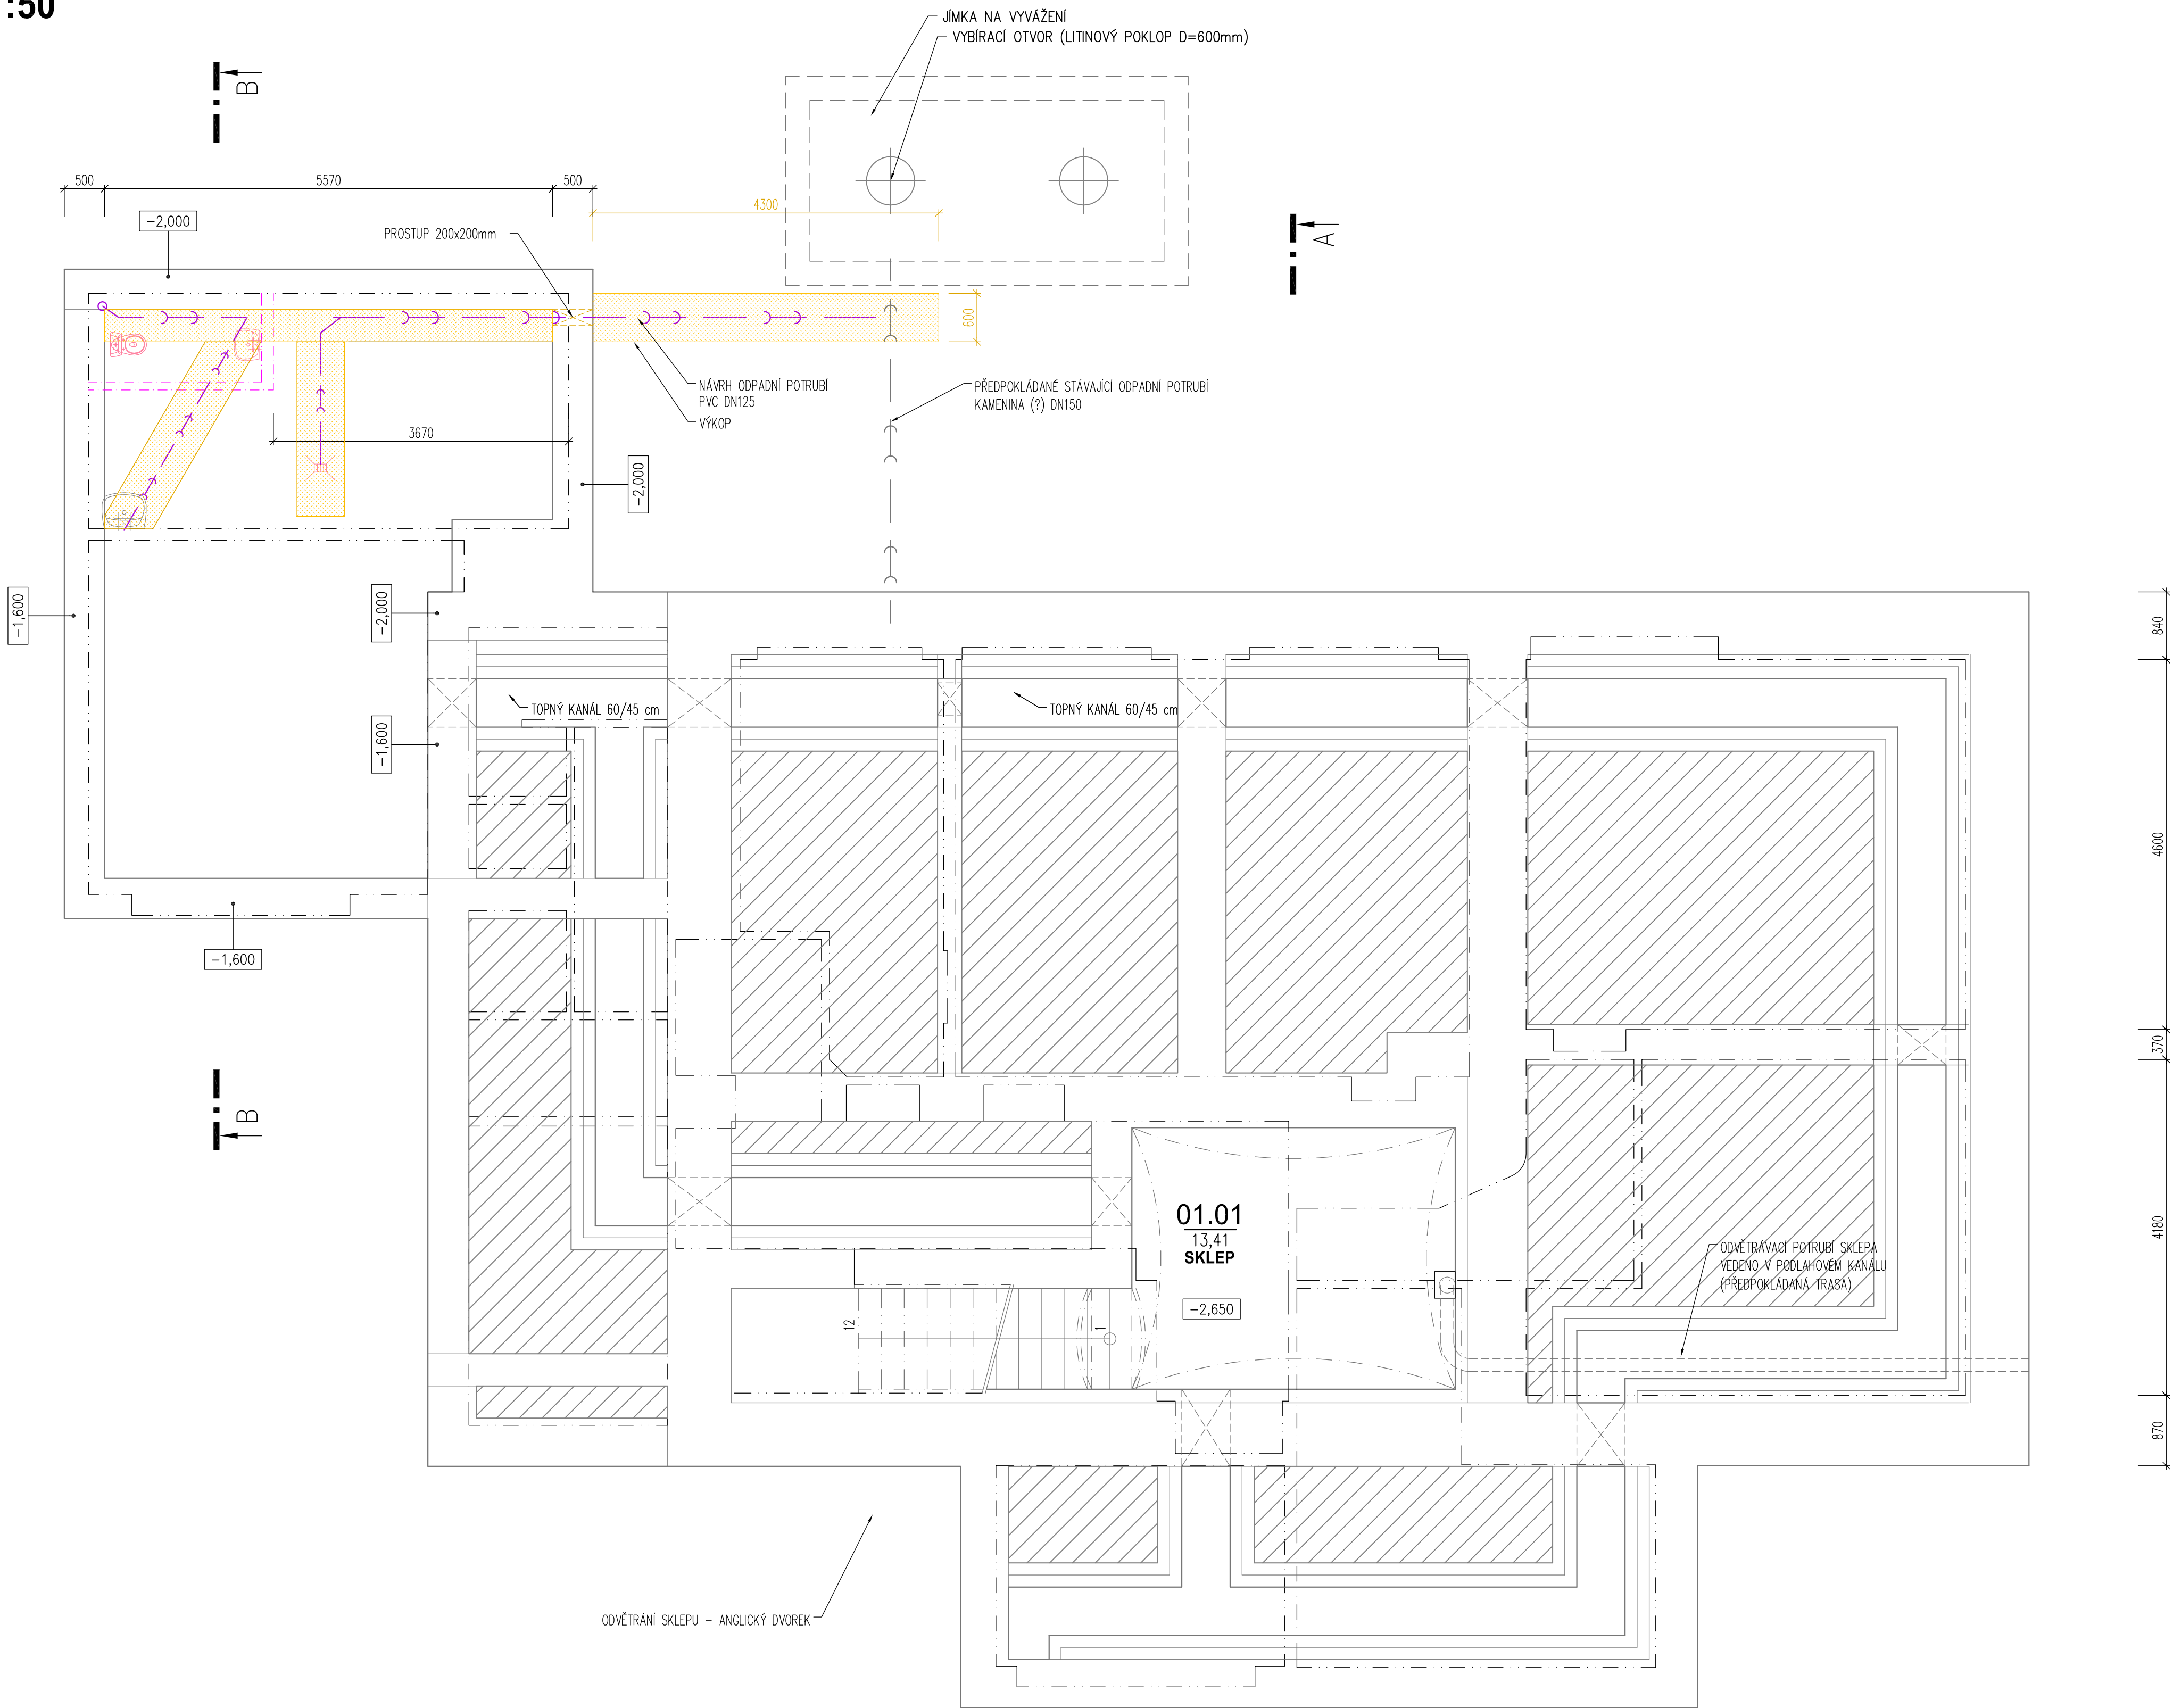 :50
JÍMKA NA VYVÁŽENÍ
VYBÍRACÍ OTVOR (LITINOVÝ POKLOP D=600mm)
B
500
5570
500
4300
-2,000
PROSTUP 200x200mm
A
600
NÁVRH ODPADNÍ POTRUBÍ
PVC DN125
VÝKOP
PŘEDPOKLÁDANÉ STÁVAJÍCÍ ODPADNÍ POTRUBÍ
KAMENINA (?) DN150
3670
-2,000
-1,600
-2,000
840
TOPNÝ KANÁL 60/45 cm
TOPNÝ KANÁL 60/45 cm
-1,600
4600
-1,600
370
B
01.01
13,41
SKLEP
-2,650
4180
ODVĚTRÁVACÍ POTRUBÍ SKLEPA
VEDENO V PODLAHOVÉM KANÁLU
(PŘEDPOKLÁDANÁ TRASA)
12
1
870
ODVĚTRÁNÍ SKLEPU - ANGLICKÝ DVOREK